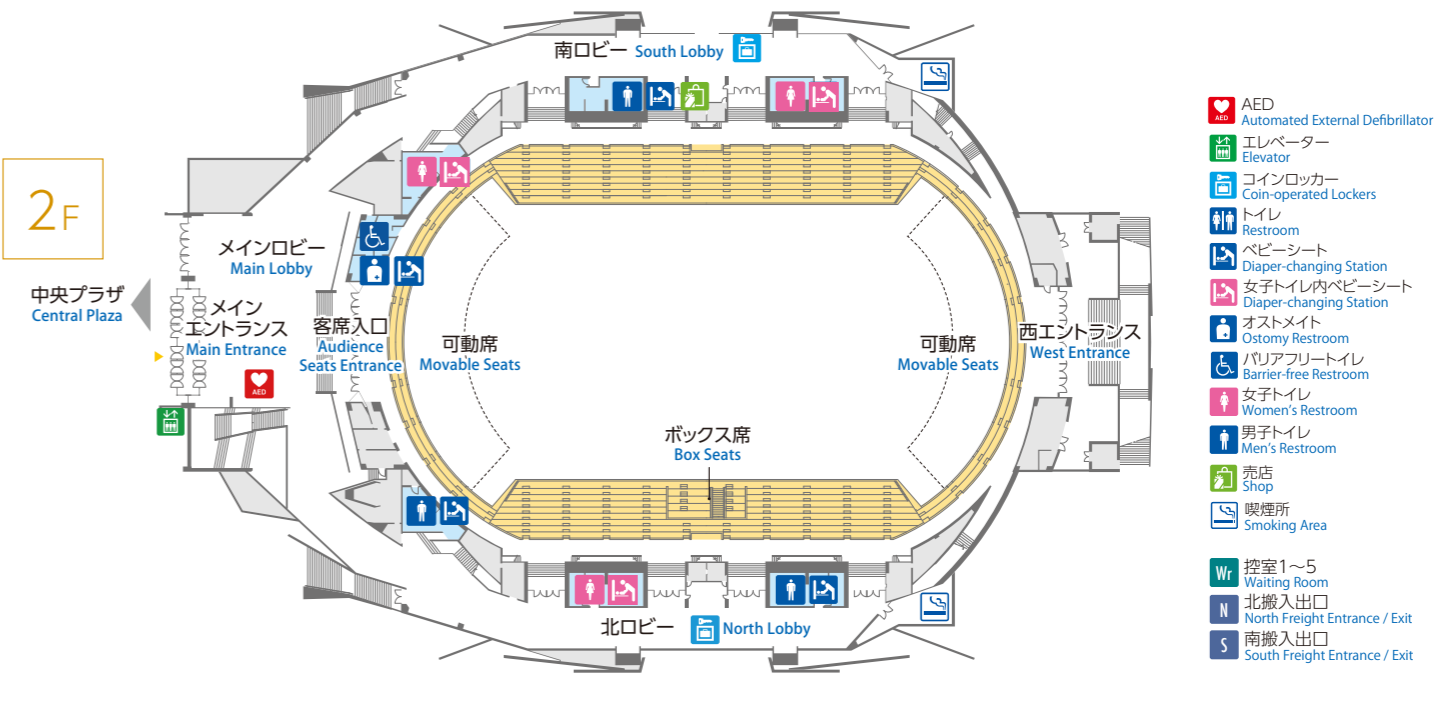 2F
南ロビー South Lobby
メインロビー
Main Lobby
中央プラザ
Central Plaza
メイン
エントランス
Main Entrance
客席入口
Audience
Seats Entrance
可動席
Movable Seats
可動席
Movable Seats
西エントランス
West Entrance
AED
ボックス席
Box Seats
北ロビー North Lobby
AED
AED
Automated External Defibrillator
エレベーター
Elevator
コインロッカー
Coin-operated Lockers
トイレ
Restroom
ベビーシート
Diaper-changing Station
女子トイレ内ベビーシート
Diaper-changing Station
オストメイト
Ostomy Restroom
バリアフリートイレ
Barrier-free Restroom
女子トイレ
Women's Restroom
男子トイレ
Men's Restroom
売店
Shop
喫煙所
Smoking Area
Wr 控室1～5
Waiting Room
N 北搬入出口
North Freight Entrance / Exit
S 南搬入出口
South Freight Entrance / Exit